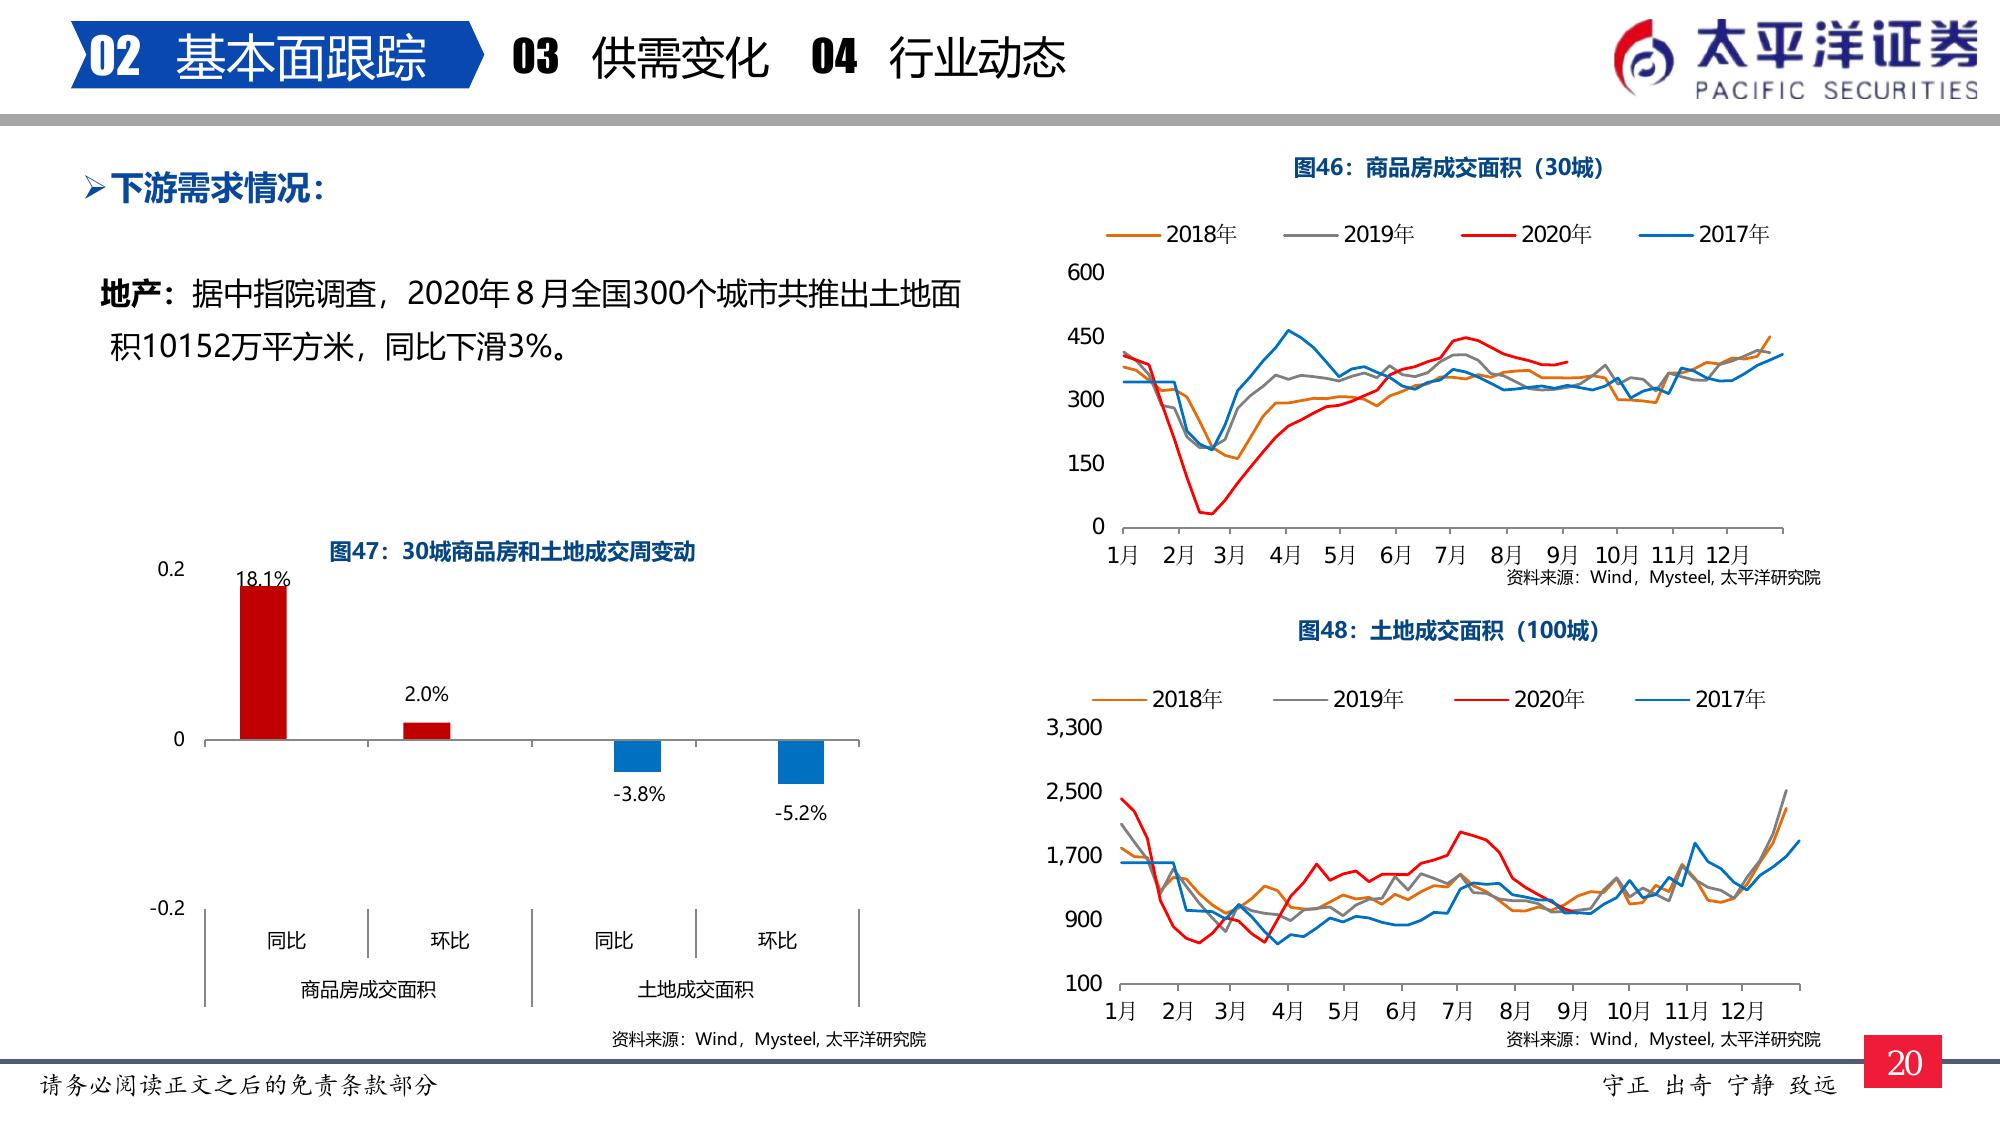 02 基本面跟踪 03 供需变化 04 行业动态
太平洋证券
PACIFIC SECURITIES
下游需求情况：
地产：据中指院调查，2020年８月全国300个城市共推出土地面
积10152万平方米，同比下滑3%。
图46：商品房成交面积（30城）
2018年 2019年 2020年 2017年
600
450
300
150
0
1月 2月 3月 4月 5月 6月 7月 8月 9月 10月 11月 12月
资料来源：Wind，Mysteel, 太平洋研究院
图47：30城商品房和土地成交周变动
0.2
18.1%
2.0%
0
-3.8%
-5.2%
-0.2
同比 环比 同比 环比
商品房成交面积 土地成交面积
资料来源：Wind，Mysteel, 太平洋研究院
图48：土地成交面积（100城）
2018年 2019年 2020年 2017年
3,300
2,500
1,700
900
100
1月 2月 3月 4月 5月 6月 7月 8月 9月 10月 11月 12月
资料来源：Wind，Mysteel, 太平洋研究院
请务必阅读正文之后的免责条款部分
守正 出奇 宁静 致远
20